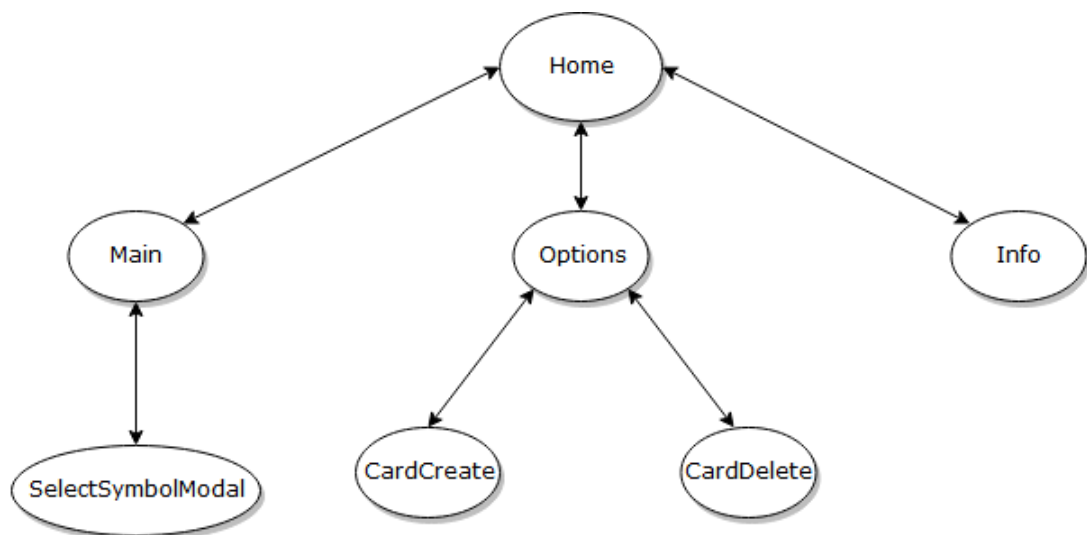 Home
Main
Options
Info
SelectSymbolModal
CardCreate
CardDelete